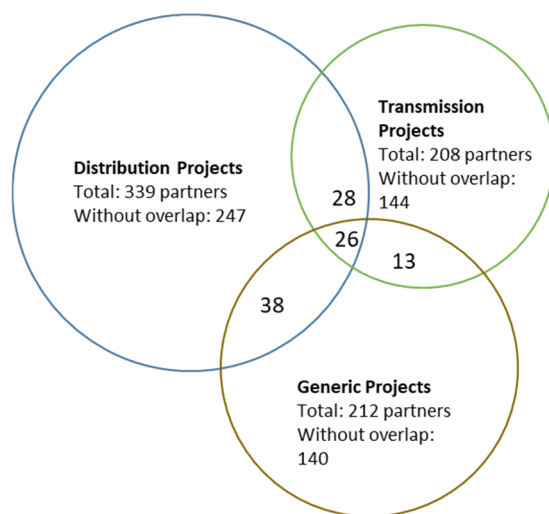 Distribution Projects
Total: 339 partners
Without overlap: 247
Transmission
Projects
Total: 208 partners
Without overlap:
144
28
26
13
38
Generic Projects
Total: 212 partners
Without overlap:
140